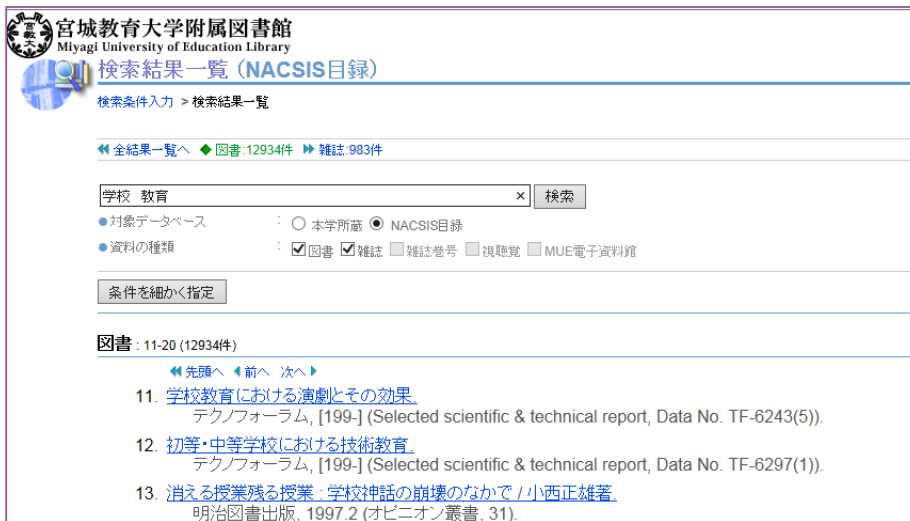 宮城教育大学附属図書館
Miyagi University of Education Library
検索結果一覧 (NACSIS目録)
検索条件入力 > 検索結果一覧
全結果一覧へ ◆ 図書:12934件 雑誌:983件
学校 教育 × 検索
●対象データベース : 本学所蔵 NACSIS目録
●資料の種類 : 図書 雑誌 雑誌巻号 視聴覚 MUE電子資料館
条件を細かく指定
図書 : 11-20 (12934件)
先頭へ 前へ 次へ
11. 学校教育における演劇とその効果.
テクノフォーラム, [199-] (Selected scientific & technical report, Data No. TF-6243(5)).
12. 初等・中等学校における技術教育.
テクノフォーラム, [199-] (Selected scientific & technical report, Data No. TF-6297(1)).
13. 消える授業残る授業 : 学校神話の崩壊のなかで / 小西正雄著.
明治図書出版, 1997.2 (オピニオン叢書, 31).